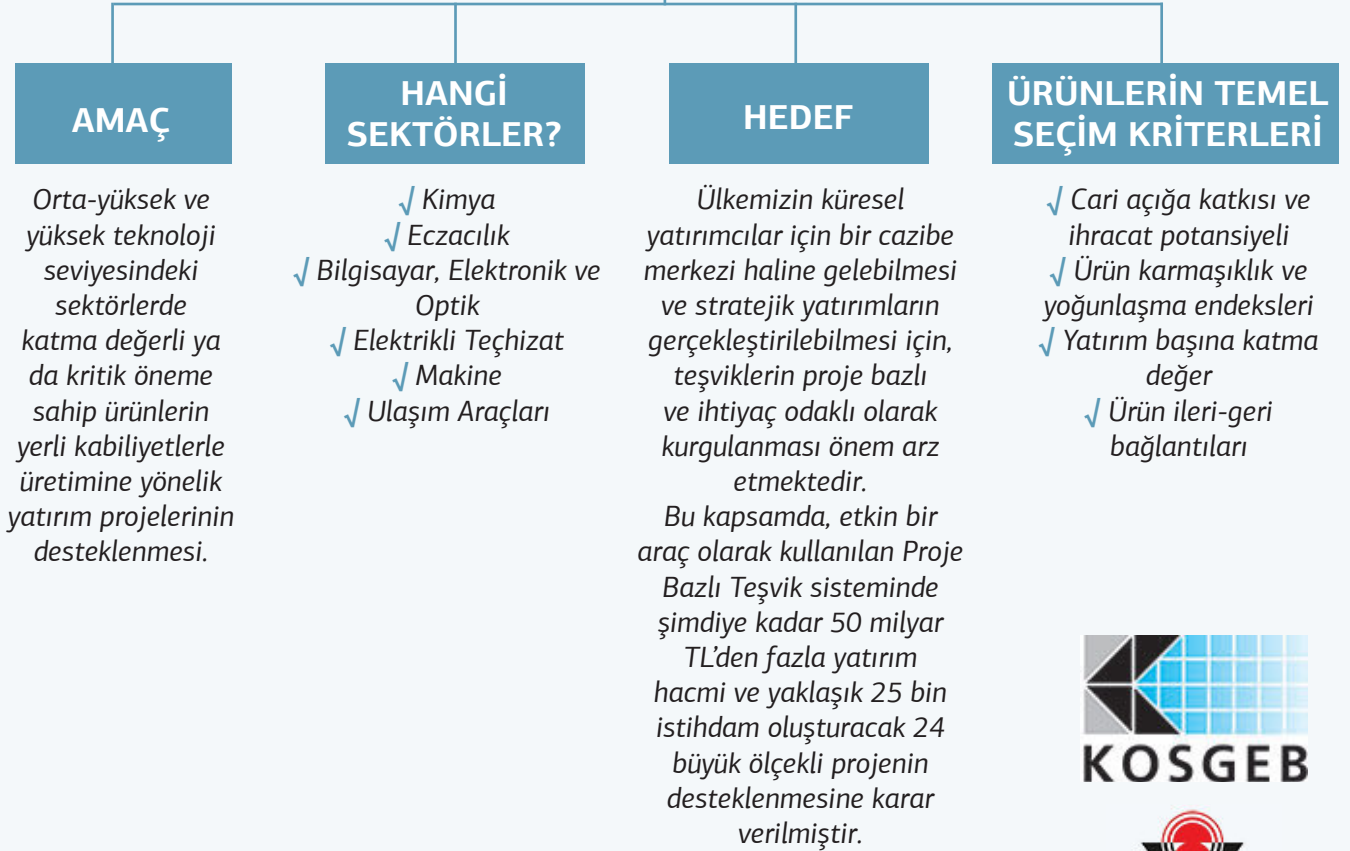 AMAÇ
Orta-yüksek ve
yüksek teknoloji
seviyesindeki
sektörlerde
katma değerli ya
da kritik öneme
sahip ürünlerin
yerli kabiliyetlerle
üretimine yönelik
yatırım projelerinin
desteklenmesi.
HANGİ
SEKTÖRLER?
√ Kimya
√ Eczacılık
√ Bilgisayar, Elektronik ve
Optik
√ Elektrikli Teçhizat
√ Makine
√ Ulaşım Araçları
HEDEF
Ülkemizin küresel
yatırımcılar için bir cazibe
merkezi haline gelebilmesi
ve stratejik yatırımların
gerçekleştirilebilmesi için,
teşviklerin proje bazlı
ve ihtiyaç odaklı olarak
kurgulanması önem arz
etmektedir.
Bu kapsamda, etkin bir
araç olarak kullanılan Proje
Bazlı Teşvik sisteminde
şimdiye kadar 50 milyar
TL’den fazla yatırım
hacmi ve yaklaşık 25 bin
istihdam oluşturacak 24
büyük ölçekli projenin
desteklenmesine karar
verilmiştir.
ÜRÜNLERİN TEMEL
SEÇİM KRİTERLERİ
√ Cari açığa katkısı ve
ihracat potansiyeli
√ Ürün karmaşıklık ve
yoğunlaşma endeksleri
√ Yatırım başına katma
değer
√ Ürün ileri-geri
bağlantıları
KOSGEB